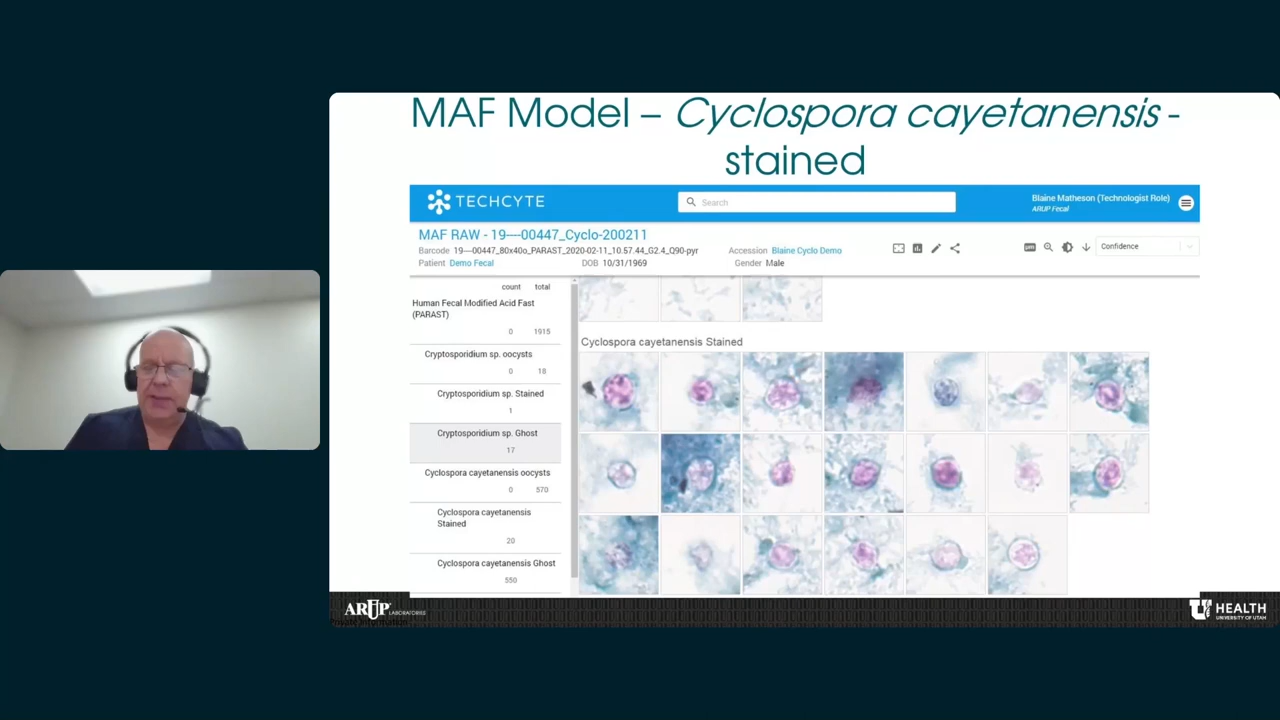 MAF Model – Cyclospora cayetanensis -
stained
TECHCYTE
Search
Blaine Matheson (Technologist Role)
ARUP Fecal
MAF RAW - 19----00447_Cyclo-200211
Barcode 19----00447_80x40o_PARAST_2020-02-11_10.57.44_G2.4_Q90-pyr
Accession Blaine Cyclo Demo
Patient Demo Fecal
DOB 10/31/1969
Gender Male
Confidence
count total
Human Fecal Modified Acid Fast
(PARAST)
0 1915
Cryptosporidium sp. oocysts
0 18
Cryptosporidium sp. Stained
1
Cryptosporidium sp. Ghost
17
Cyclospora cayetanensis oocysts
0 570
Cyclospora cayetanensis
Stained
20
Cyclospora cayetanensis Ghost
550
Cyclospora cayetanensis Stained
ARUP LABORATORIES
Private Information
U HEALTH
UNIVERSITY OF UTAH